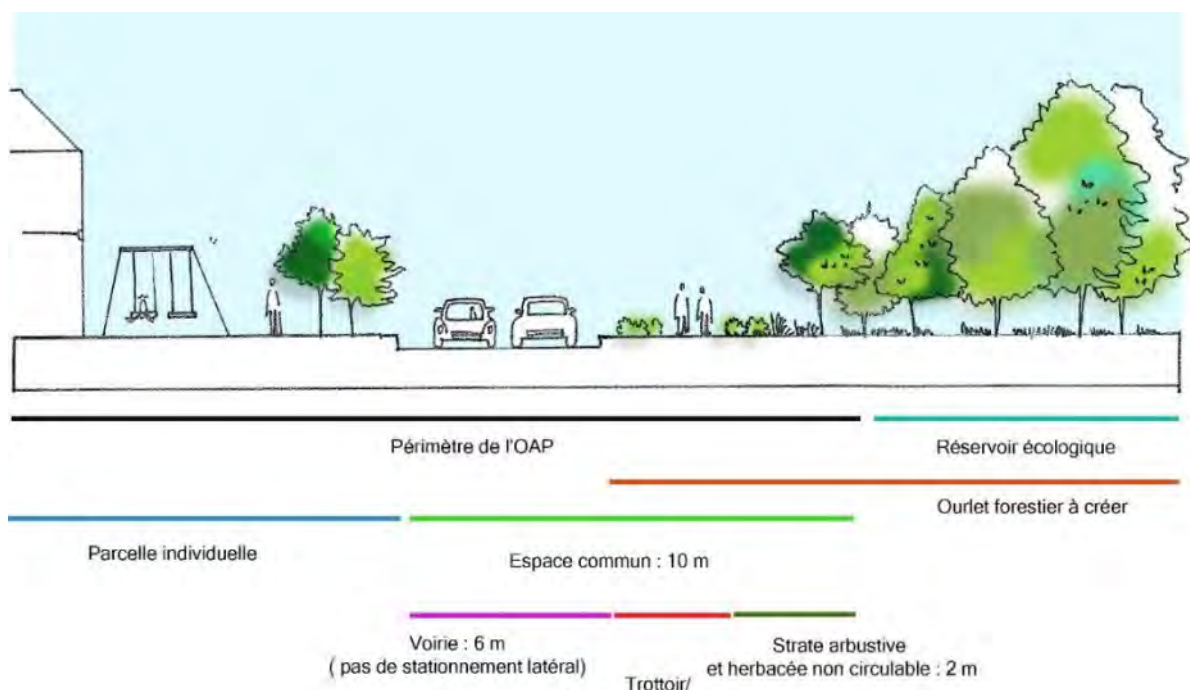 Périmètre de l'OAP
Réservoir écologique
Ourlet forestier à créer
Parcelle individuelle
Espace commun : 10 m
Voirie : 6 m
( pas de stationnement latéral)
Trottoir/
Strate arbustive
et herbacée non circulable : 2 m